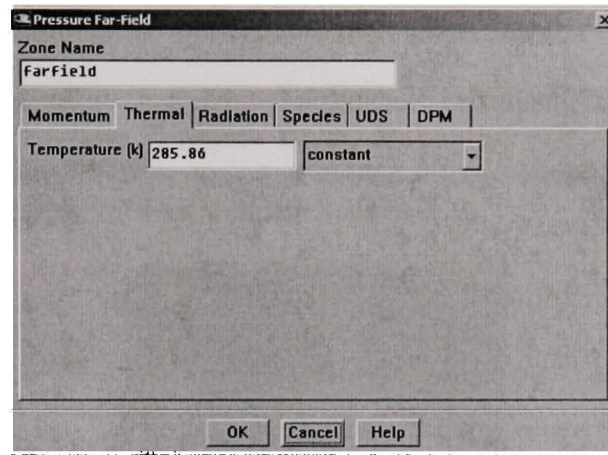 Pressure Far-Field x
Zone Name
farfield
Momentum Thermal Radiation Species UDS DPM
Temperature (k) 285.86 constant
OK Cancel Help